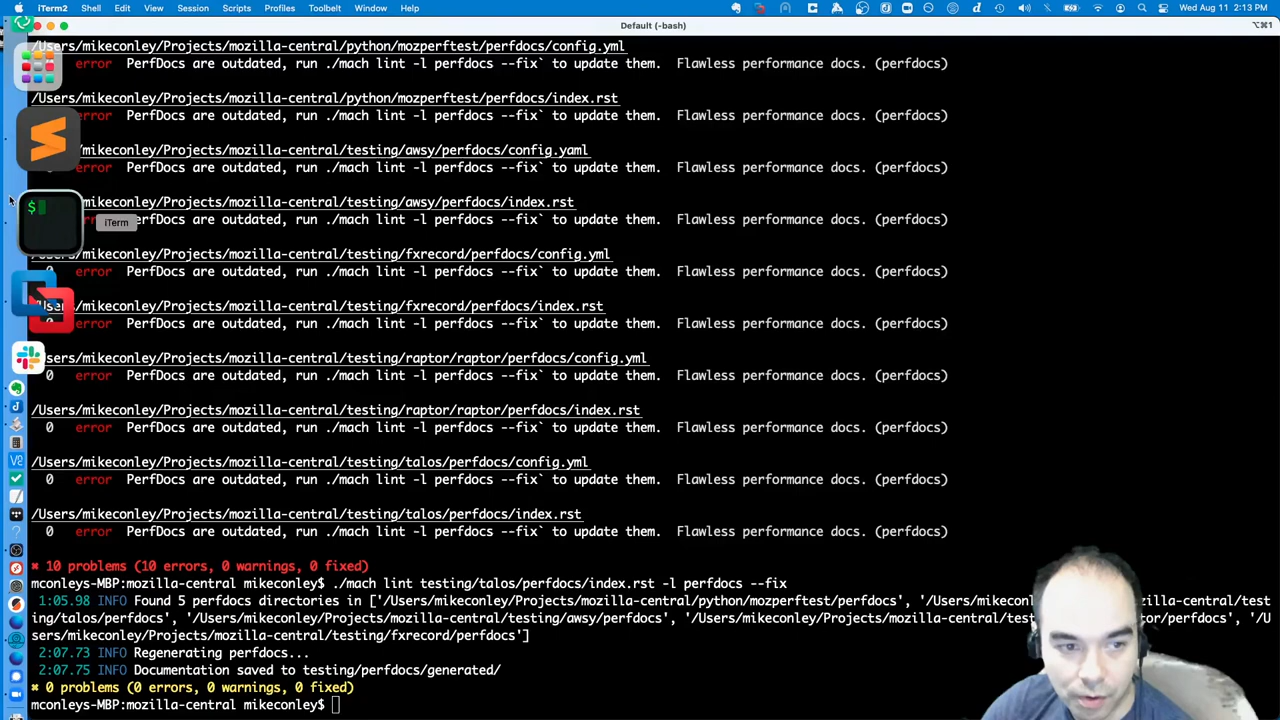 iTerm2 Shell Edit View Session Scripts Profiles Toolbelt Window Help Wed Aug 11 2:13 PM
Default (-bash) ⌥⌘1
/Users/mikeconley/Projects/mozilla-central/python/mozperftest/perfdocs/config.yml
error PerfDocs are outdated, run ./mach lint -l perfdocs --fix` to update them. Flawless performance docs. (perfdocs)
/Users/mikeconley/Projects/mozilla-central/python/mozperftest/perfdocs/index.rst
error PerfDocs are outdated, run ./mach lint -l perfdocs --fix` to update them. Flawless performance docs. (perfdocs)
mikeconley/Projects/mozilla-central/testing/awsy/perfdocs/config.yaml
error PerfDocs are outdated, run ./mach lint -l perfdocs --fix` to update them. Flawless performance docs. (perfdocs)
mikeconley/Projects/mozilla-central/testing/awsy/perfdocs/index.rst
PerfDocs are outdated, run ./mach lint -l perfdocs --fix` to update them. Flawless performance docs. (perfdocs)
$
iTerm
mikeconley/Projects/mozilla-central/testing/fxrecord/perfdocs/config.yml
0 error PerfDocs are outdated, run ./mach lint -l perfdocs --fix` to update them. Flawless performance docs. (perfdocs)
mikeconley/Projects/mozilla-central/testing/fxrecord/perfdocs/index.rst
error PerfDocs are outdated, run ./mach lint -l perfdocs --fix` to update them. Flawless performance docs. (perfdocs)
/mikeconley/Projects/mozilla-central/testing/raptor/raptor/perfdocs/config.yml
0 error PerfDocs are outdated, run ./mach lint -l perfdocs --fix` to update them. Flawless performance docs. (perfdocs)
/Users/mikeconley/Projects/mozilla-central/testing/raptor/raptor/perfdocs/index.rst
0 error PerfDocs are outdated, run ./mach lint -l perfdocs --fix` to update them. Flawless performance docs. (perfdocs)
/Users/mikeconley/Projects/mozilla-central/testing/talos/perfdocs/config.yml
0 error PerfDocs are outdated, run ./mach lint -l perfdocs --fix` to update them. Flawless performance docs. (perfdocs)
/Users/mikeconley/Projects/mozilla-central/testing/talos/perfdocs/index.rst
0 error PerfDocs are outdated, run ./mach lint -l perfdocs --fix` to update them. Flawless performance docs. (perfdocs)
✖ 10 problems (10 errors, 0 warnings, 0 fixed)
mconleys-MBP:mozilla-central mikeconley$ ./mach lint testing/talos/perfdocs/index.rst -l perfdocs --fix
1:05.98 INFO Found 5 perfdocs directories in ['/Users/mikeconley/Projects/mozilla-central/python/mozperftest/perfdocs', '/Users/mikecon zilla-central/test
ing/talos/perfdocs', '/Users/mikeconley/Projects/mozilla-central/testing/awsy/perfdocs', '/Users/mikeconley/Projects/mozilla-central/test tor/perfdocs', '/U
sers/mikeconley/Projects/mozilla-central/testing/fxrecord/perfdocs']
2:07.73 INFO Regenerating perfdocs...
2:07.75 INFO Documentation saved to testing/perfdocs/generated/
✖ 0 problems (0 errors, 0 warnings, 0 fixed)
mconleys-MBP:mozilla-central mikeconley$